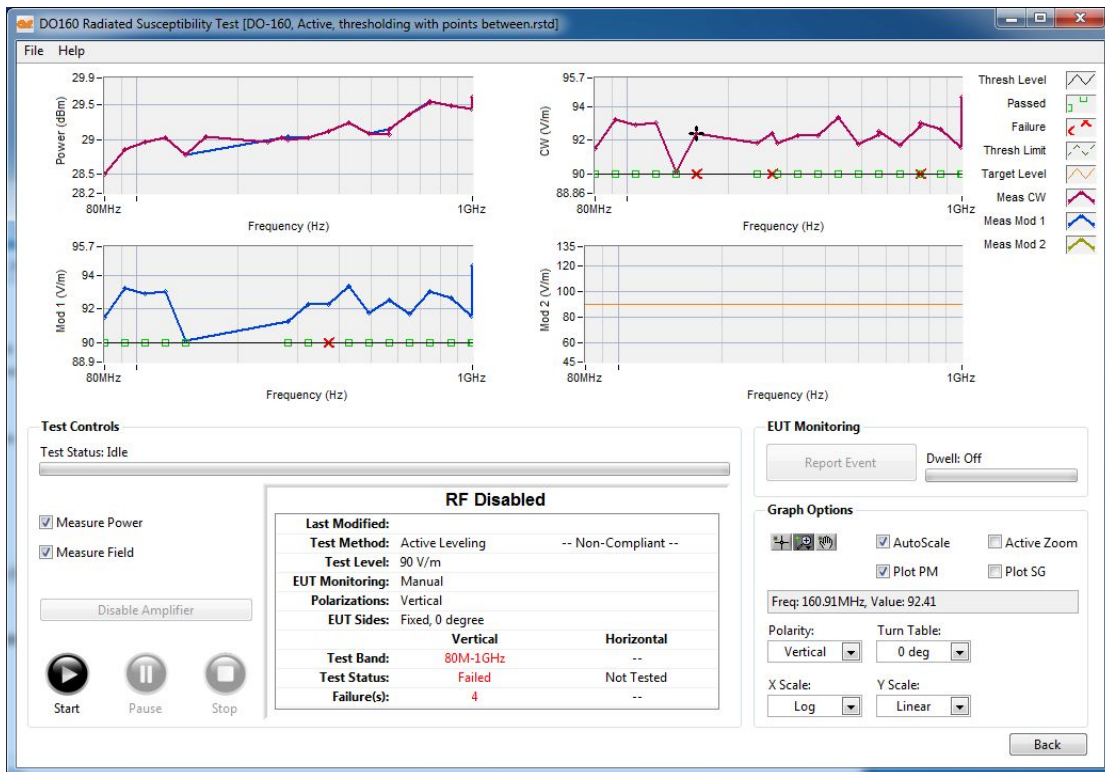 DO160 Radiated Susceptibility Test [DO-160, Active, thresholding with points between.rstd]
File Help
29.9
29.5
29
28.5
28.2
Power (dBm)
80MHz 1GHz
Frequency (Hz)
95.7
94
92
90
88.86
CW (V/m)
80MHz 1GHz
Frequency (Hz)
Thresh Level
Passed
Failure
Thresh Limit
Target Level
Meas CW
Meas Mod 1
Meas Mod 2
95.7
94
92
90
88.9
Mod 1 (V/m)
80MHz 1GHz
Frequency (Hz)
135
120
100
80
60
45
Mod 2 (V/m)
80MHz 1GHz
Frequency (Hz)
Test Controls
Test Status: Idle
Measure Power
Measure Field
Disable Amplifier
Start Pause Stop
RF Disabled
Last Modified:
Test Method: Active Leveling -- Non-Compliant --
Test Level: 90 V/m
EUT Monitoring: Manual
Polarizations: Vertical
EUT Sides: Fixed, 0 degree
Vertical Horizontal
Test Band: 80M-1GHz --
Test Status: Failed Not Tested
Failure(s): 4 --
EUT Monitoring
Report Event Dwell: Off
Graph Options
AutoScale Active Zoom
Plot PM Plot SG
Freq: 160.91MHz, Value: 92.41
Polarity: Turn Table:
Vertical 0 deg
X Scale: Y Scale:
Log Linear
Back